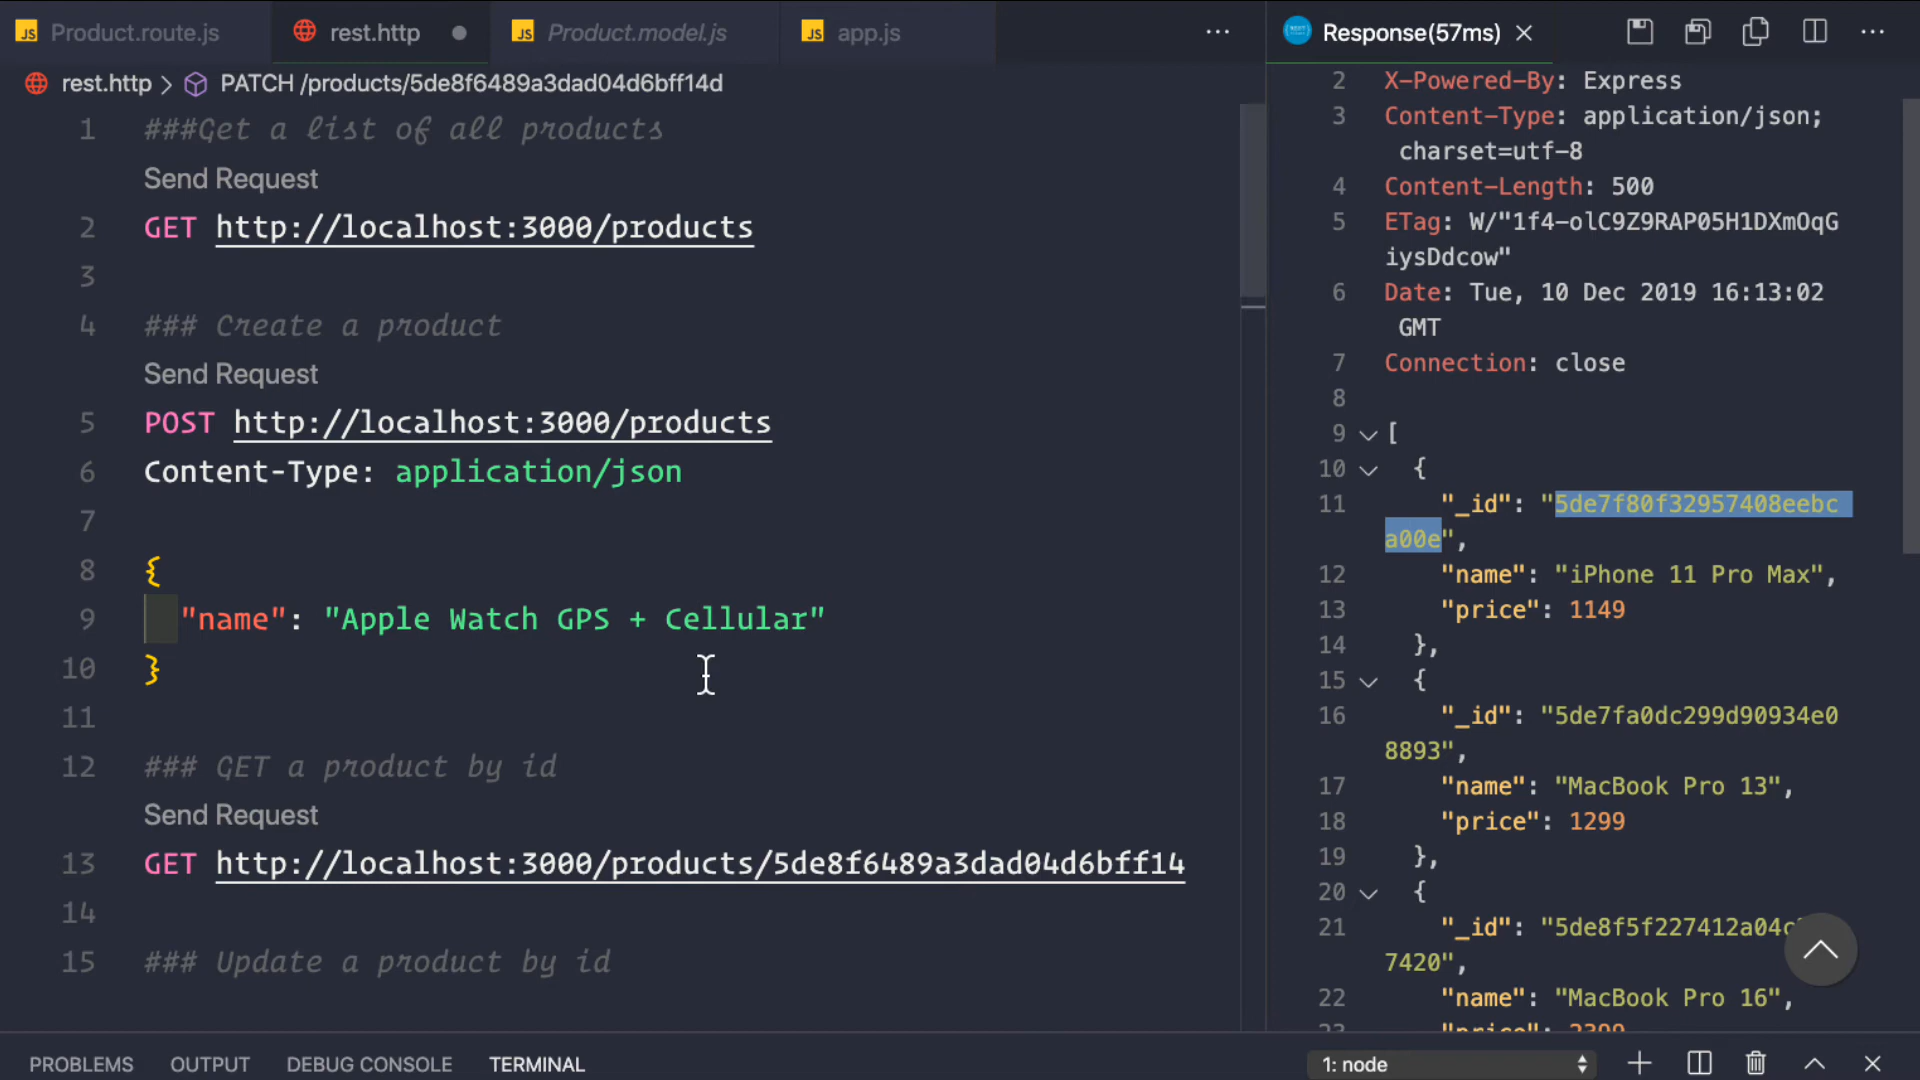 JS Product.route.js
rest.http
JS Product.model.js
JS app.js
Response(57ms)
rest.http > PATCH /products/5de8f6489a3dad04d6bff14d
1 ###Get a list of all products
Send Request
2 GET http://localhost:3000/products
3
4 ### Create a product
Send Request
5 POST http://localhost:3000/products
6 Content-Type: application/json
7
8 {
9 "name": "Apple Watch GPS + Cellular"
10 }
11
12 ### GET a product by id
Send Request
13 GET http://localhost:3000/products/5de8f6489a3dad04d6bff14
14
15 ### Update a product by id
2 X-Powered-By: Express
3 Content-Type: application/json;
charset=utf-8
4 Content-Length: 500
5 ETag: W/"1f4-olC9Z9RAP05H1DXmOqG
iysDdcow"
6 Date: Tue, 10 Dec 2019 16:13:02
GMT
7 Connection: close
8
9 [
10 {
11 "_id": "5de7f80f32957408eebc
a00e",
12 "name": "iPhone 11 Pro Max",
13 "price": 1149
14 },
15 {
16 "_id": "5de7fa0dc299d90934e0
8893",
17 "name": "MacBook Pro 13",
18 "price": 1299
19 },
20 {
21 "_id": "5de8f5f227412a04c
7420",
22 "name": "MacBook Pro 16",
23 "price": 2399
PROBLEMS OUTPUT DEBUG CONSOLE TERMINAL
1: node